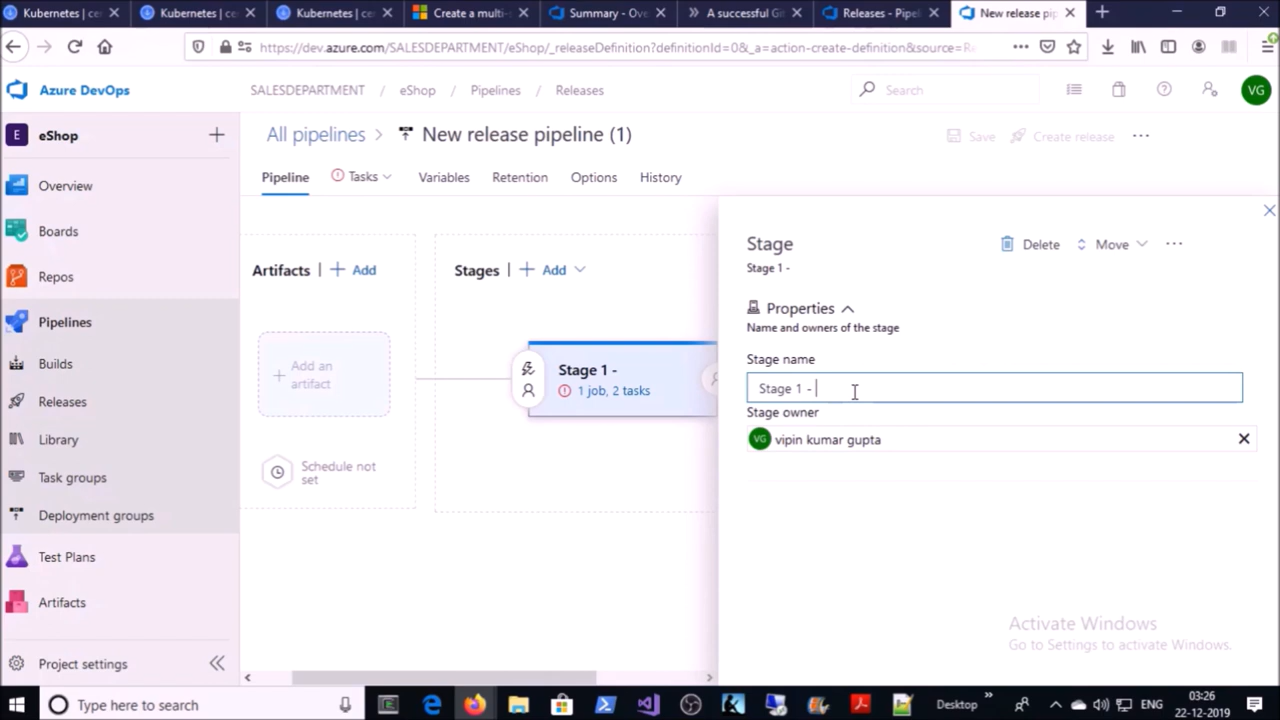 Kubernetes | ce
Kubernetes | ce
Kubernetes | ce
Create a multi-s
Summary - Ove
A successful Git
Releases - Pipeli
New release pip
https://dev.azure.com/SALESDEPARTMENT/eShop/_releaseDefinition?definitionId=0&_a=action-create-definition&source=Re
Azure DevOps
SALESDEPARTMENT / eShop / Pipelines / Releases
Search
VG
E eShop
All pipelines > New release pipeline (1)
Save
Create release
Pipeline
Tasks
Variables
Retention
Options
History
Overview
Boards
Repos
Pipelines
Builds
Releases
Library
Task groups
Deployment groups
Test Plans
Artifacts
Project settings
Artifacts | + Add
Stages | + Add
Add an
artifact
Schedule not
set
Stage 1 -
1 job, 2 tasks
Stage
Delete
Move
Stage 1 -
Properties
Name and owners of the stage
Stage name
Stage 1 -
Stage owner
VG vipin kumar gupta
Activate Windows
Go to Settings to activate Windows.
Type here to search
Desktop
ENG
03:26
22-12-2019